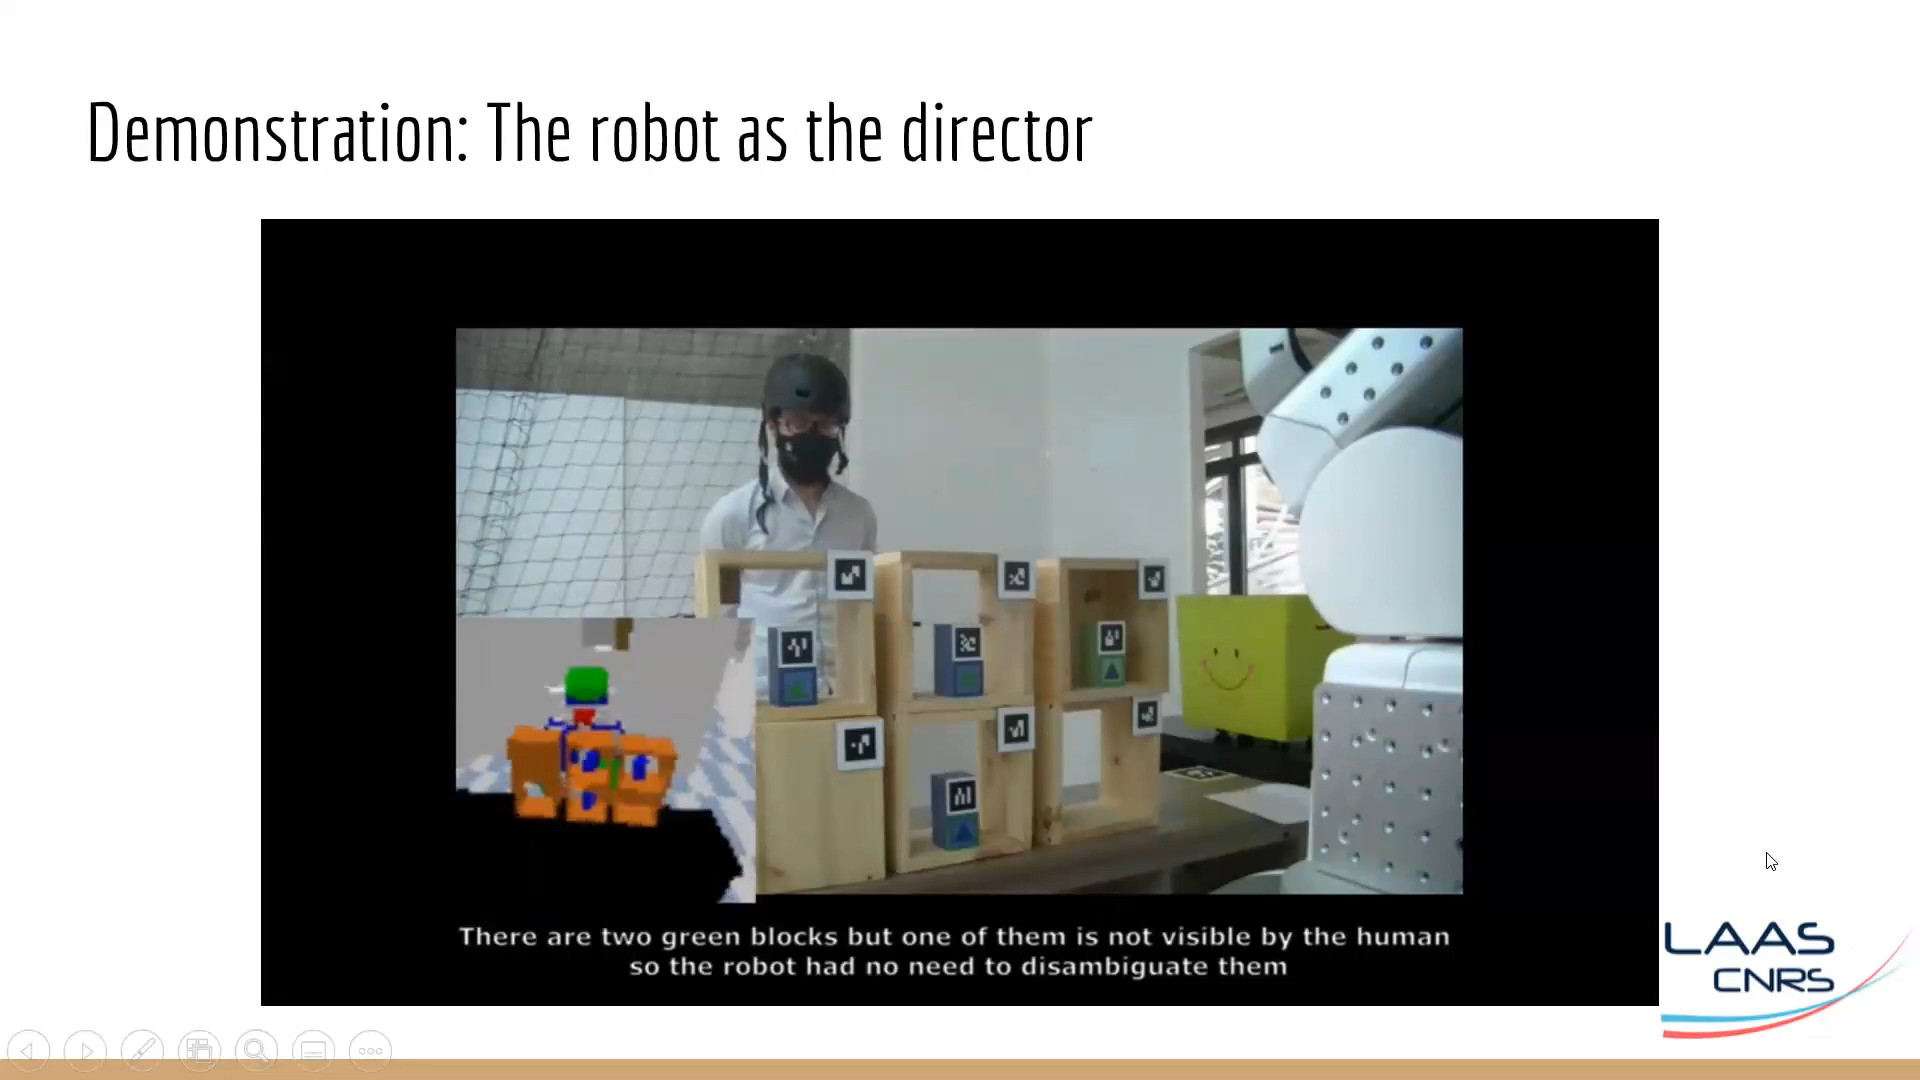 Demonstration: The robot as the director
There are two green blocks but one of them is not visible by the human
so the robot had no need to disambiguate them
LAAS
CNRS